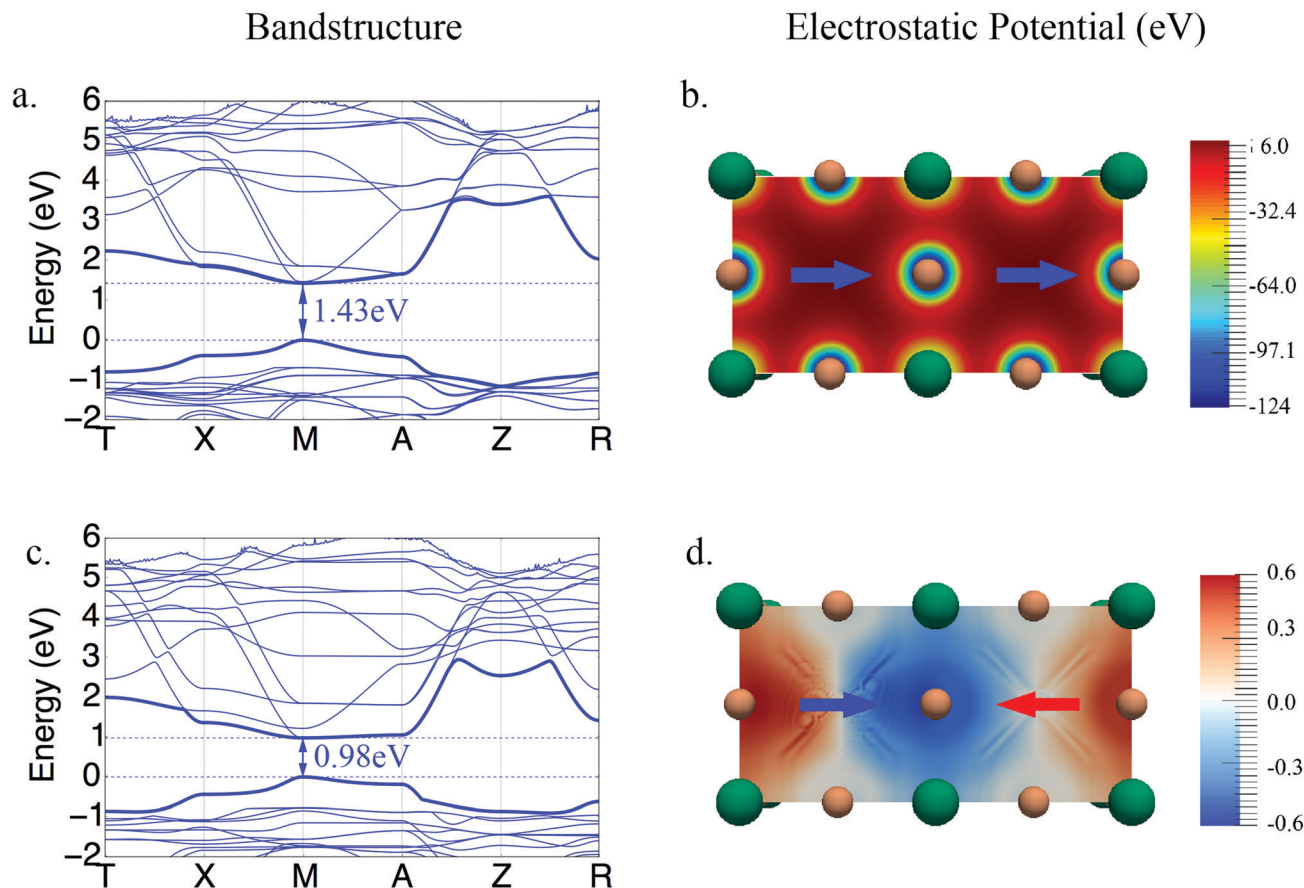 Bandstructure
Electrostatic Potential (eV)
a.
6
5
4
3
2
1
0
−1
−2
Energy (eV)
1.43eV
T X M A Z R
b.
6.0
-32.4
-64.0
-97.1
-124
c.
6
5
4
3
2
1
0
−1
−2
Energy (eV)
0.98eV
T X M A Z R
d.
0.6
0.3
0.0
-0.3
-0.6